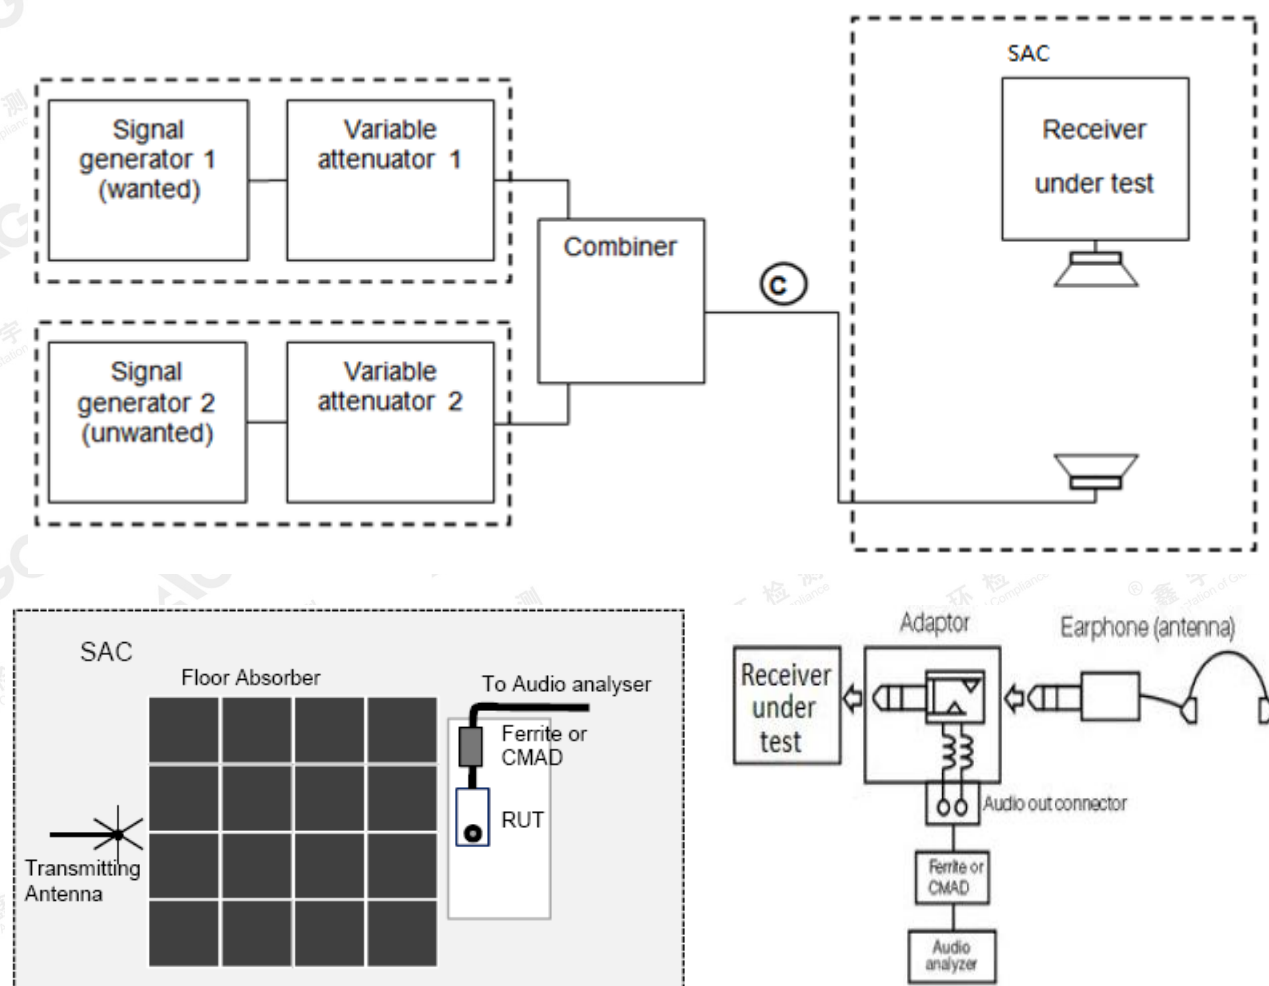 SAC
Signal
generator 1
(wanted)
Variable
attenuator 1
Receiver
under test
Combiner
C
Signal
generator 2
(unwanted)
Variable
attenuator 2
SAC
Floor Absorber
To Audio analyser
Ferrite or
CMAD
RUT
Transmitting
Antenna
Adaptor
Earphone (antenna)
Receiver
under
test
Audio out connector
Ferrite or
CMAD
Audio
analyzer